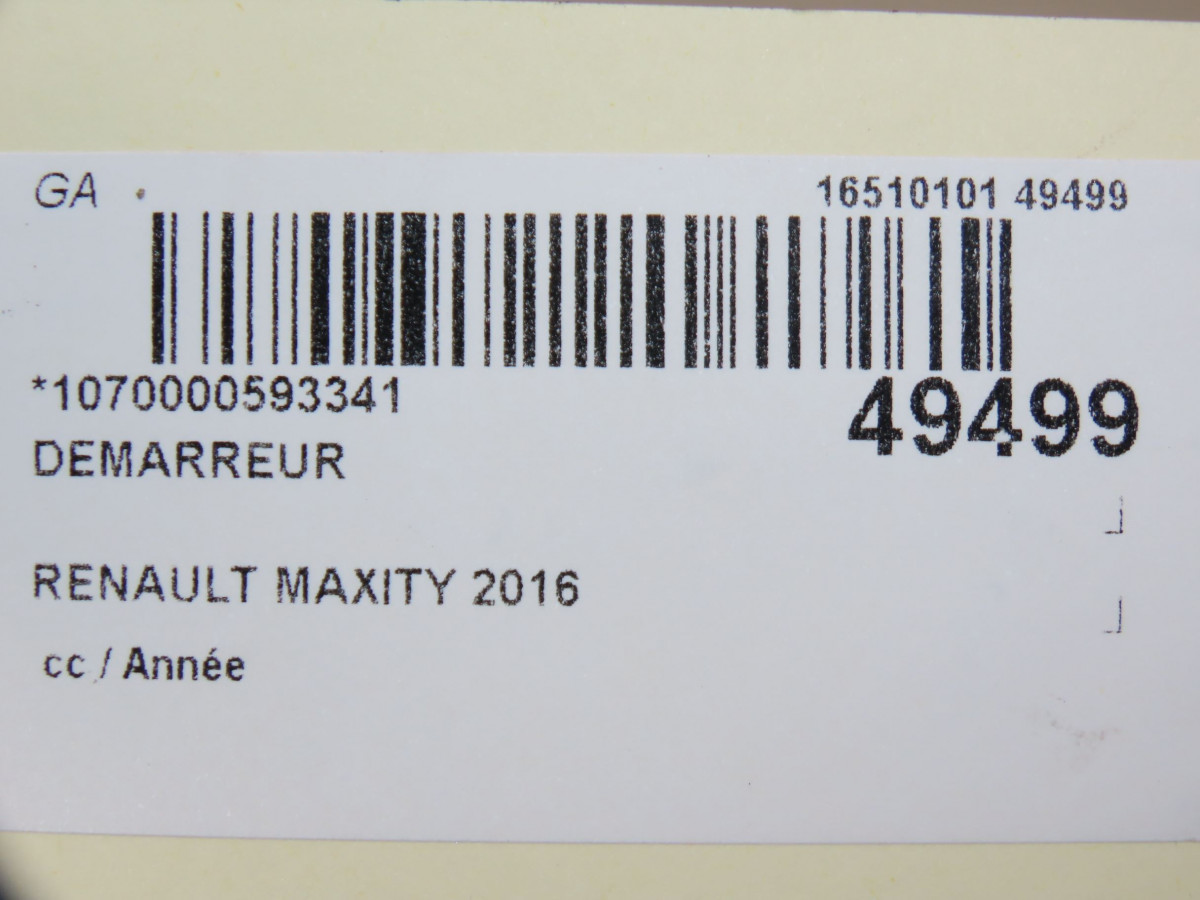 GA 16510101 49499
*1070000593341 49499
DEMARREUR
RENAULT MAXITY 2016
cc / Année